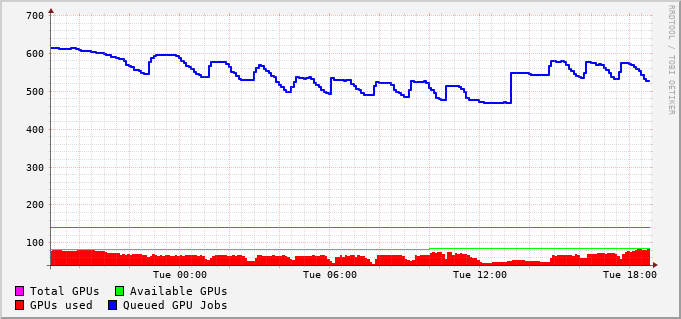 700
600
500
400
300
200
100
Tue 00:00 Tue 06:00 Tue 12:00 Tue 18:00
Total GPUs Available GPUs
GPUs used Queued GPU Jobs
RRDTOOL / TOBI OETIKER